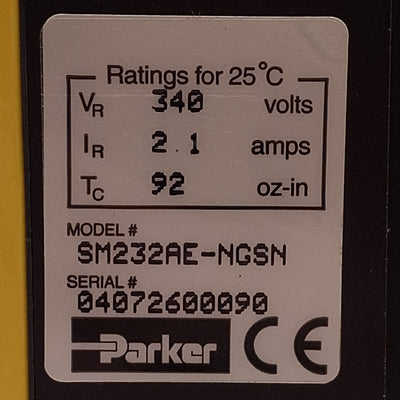 Ratings for 25°C
VR 340 volts
IR 2.1 amps
TC 92 oz-in
MODEL #
SM232AE-NGSN
SERIAL #
04072600090
Parker CE